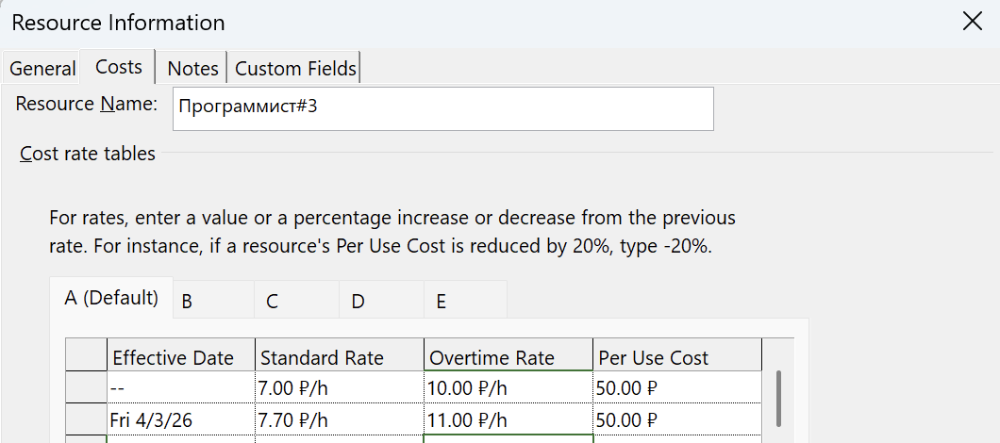 Resource Information
General Costs Notes Custom Fields
Resource Name: Программист#3
Cost rate tables
For rates, enter a value or a percentage increase or decrease from the previous
rate. For instance, if a resource's Per Use Cost is reduced by 20%, type -20%.
A (Default) B C D E
Effective Date Standard Rate Overtime Rate Per Use Cost
-- 7.00 ₽/h 10.00 ₽/h 50.00 ₽
Fri 4/3/26 7.70 ₽/h 11.00 ₽/h 50.00 ₽